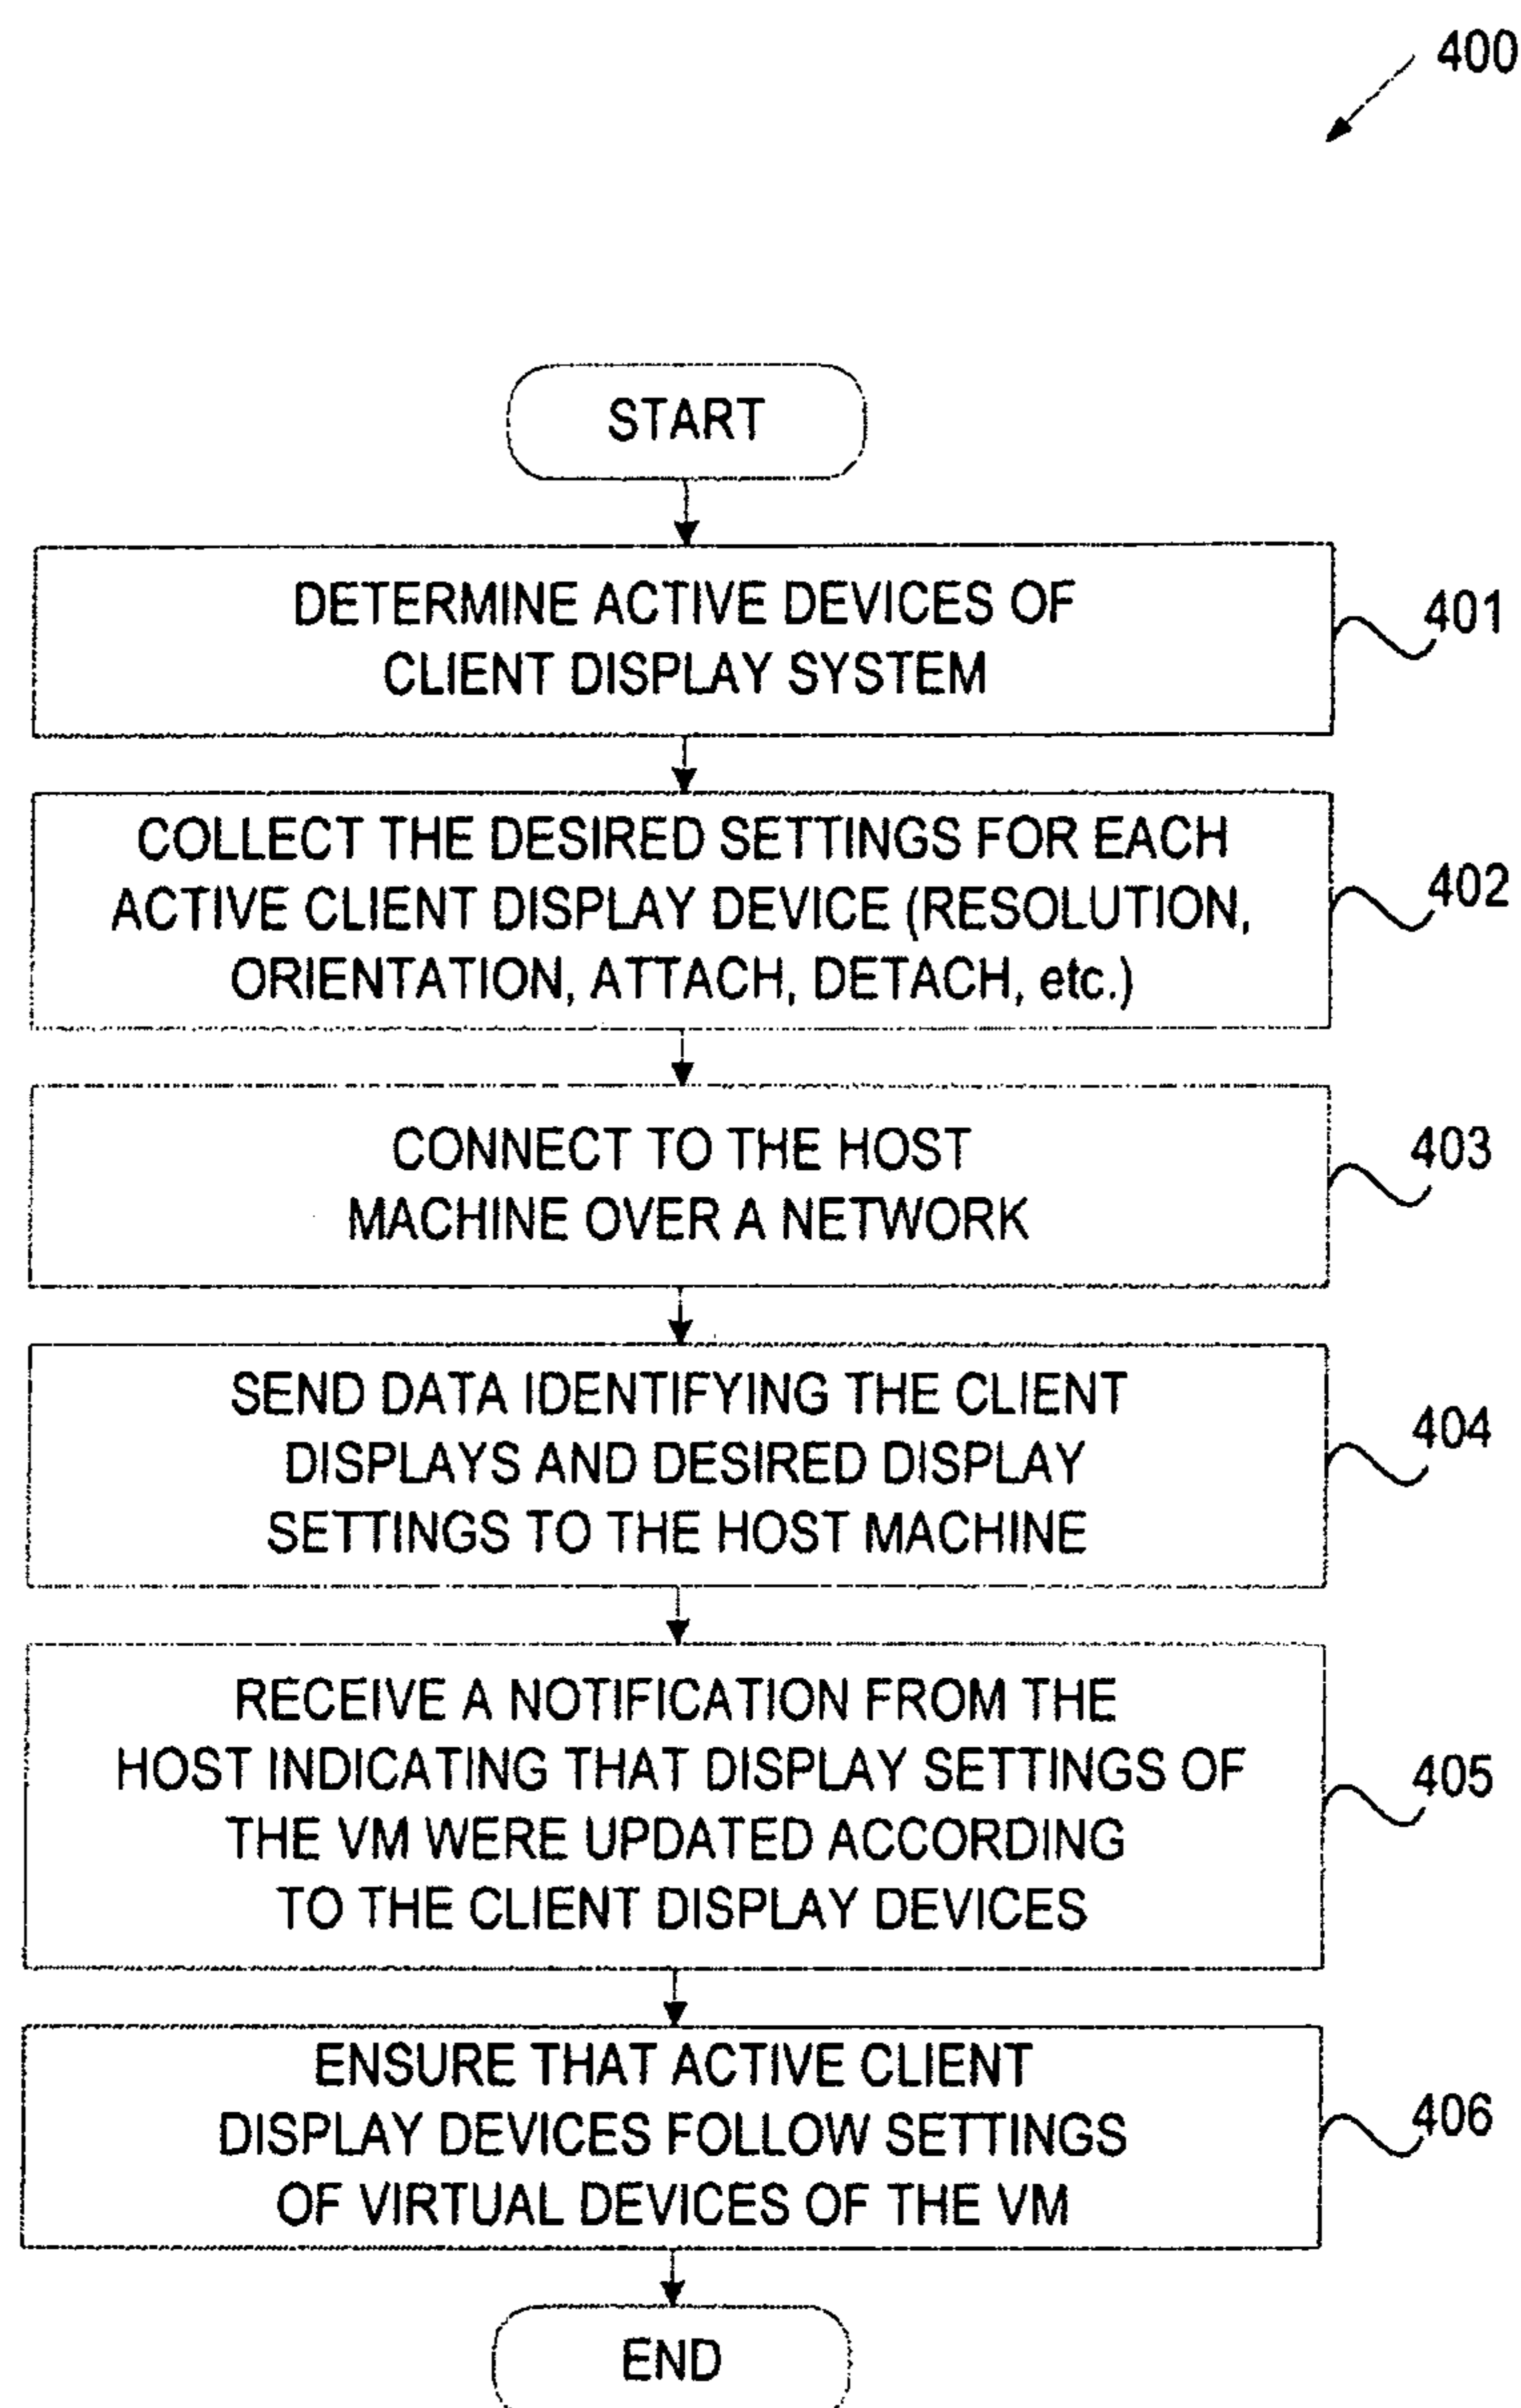 400
START
DETERMINE ACTIVE DEVICES OF
CLIENT DISPLAY SYSTEM
401
COLLECT THE DESIRED SETTINGS FOR EACH
ACTIVE CLIENT DISPLAY DEVICE (RESOLUTION,
ORIENTATION, ATTACH, DETACH, etc.)
402
CONNECT TO THE HOST
MACHINE OVER A NETWORK
403
SEND DATA IDENTIFYING THE CLIENT
DISPLAYS AND DESIRED DISPLAY
SETTINGS TO THE HOST MACHINE
404
RECEIVE A NOTIFICATION FROM THE
HOST INDICATING THAT DISPLAY SETTINGS OF
THE VM WERE UPDATED ACCORDING
TO THE CLIENT DISPLAY DEVICES
405
ENSURE THAT ACTIVE CLIENT
DISPLAY DEVICES FOLLOW SETTINGS
OF VIRTUAL DEVICES OF THE VM
406
END